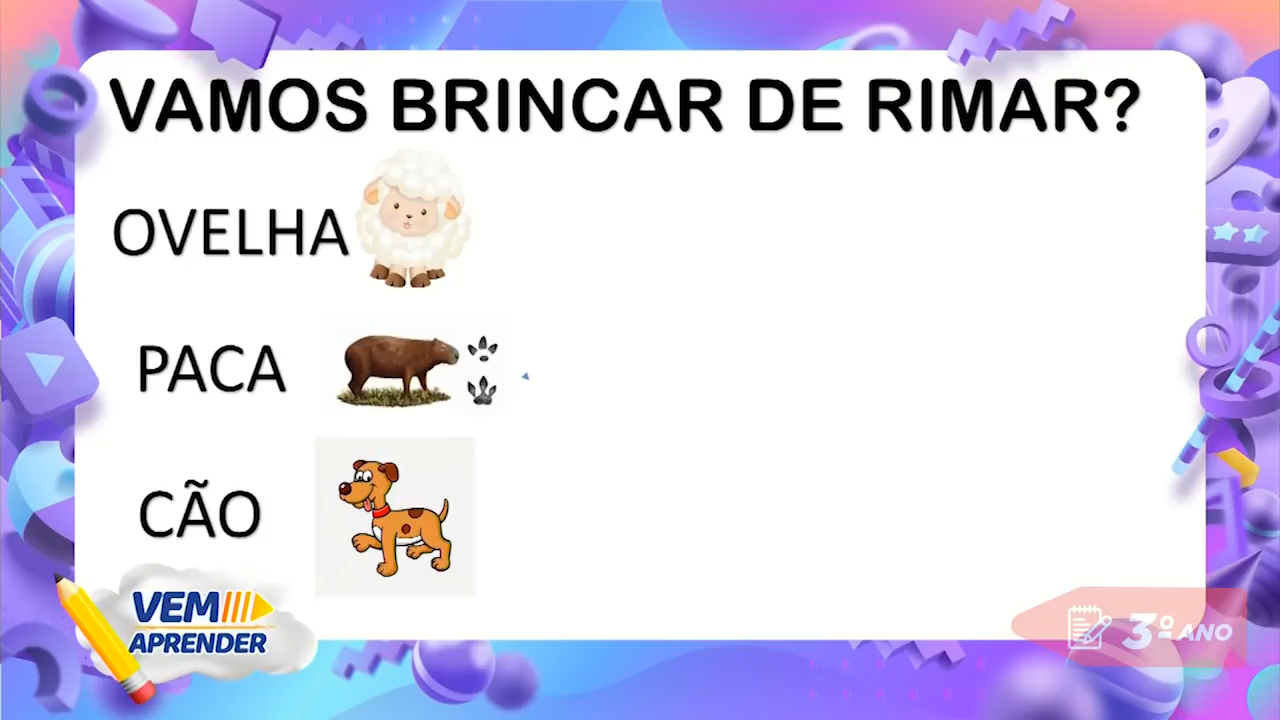 VAMOS BRINCAR DE RIMAR?
OVELHA
PACA
CÃO
VEM
APRENDER
3º ANO